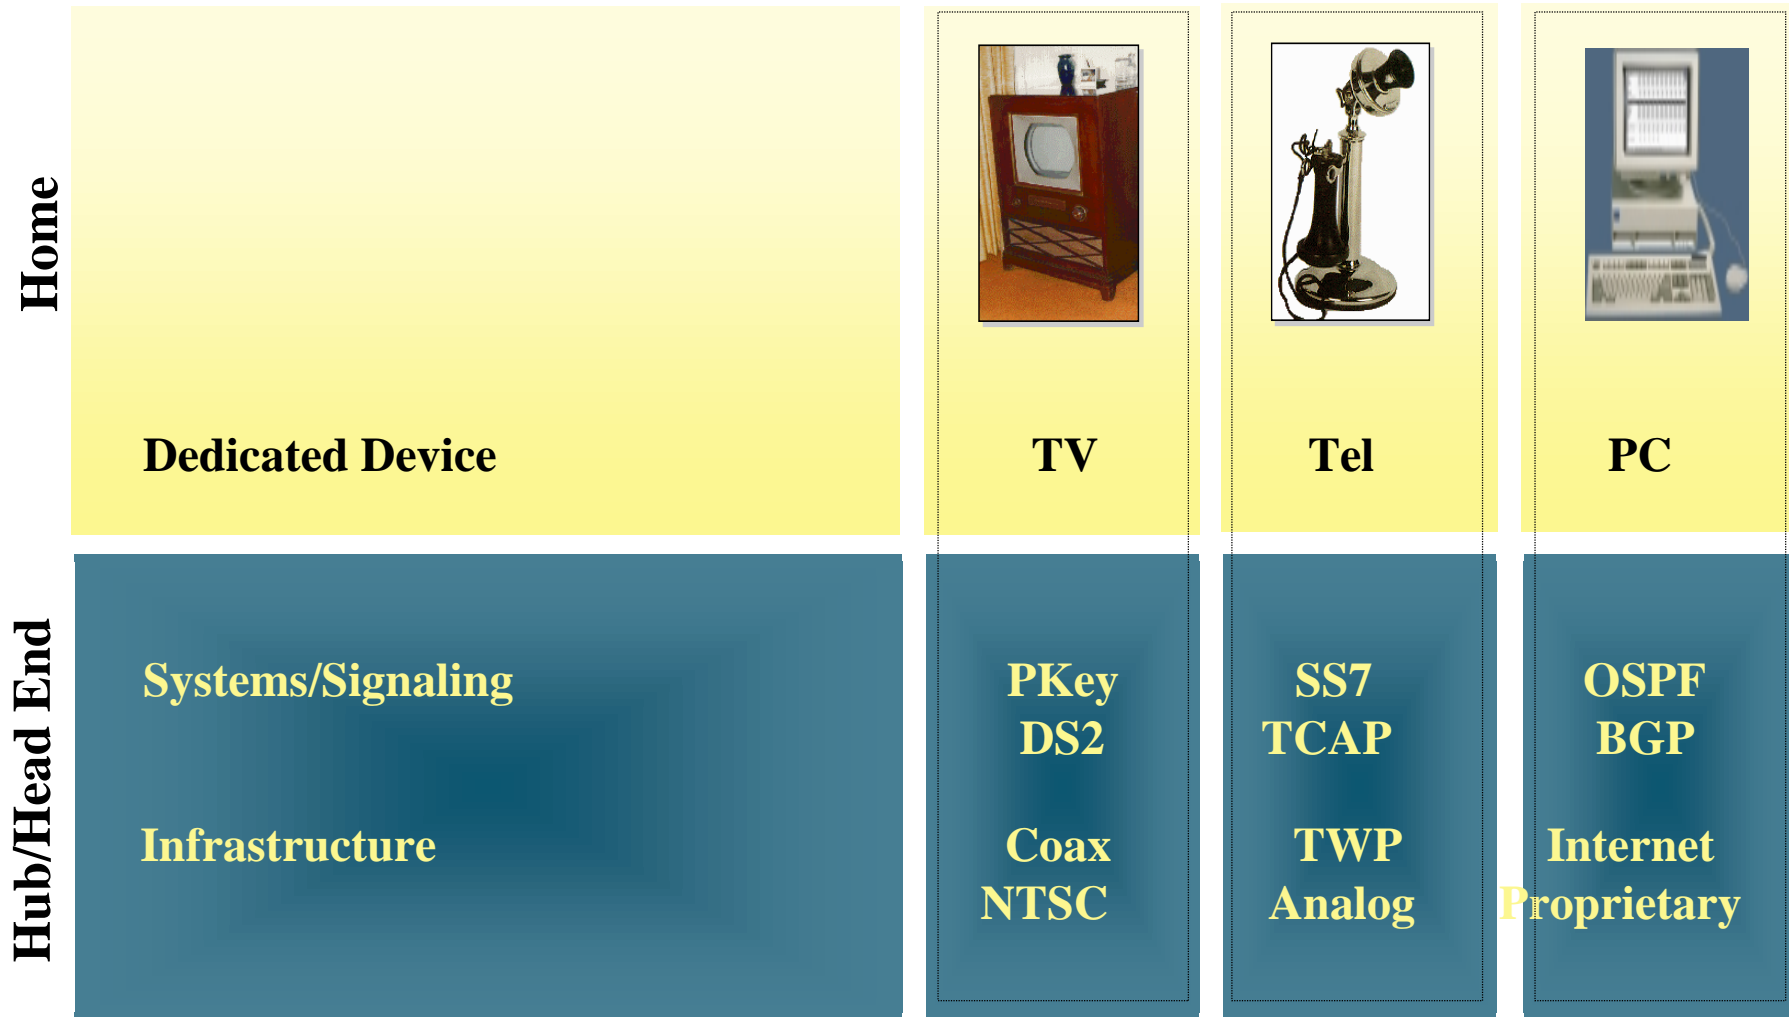 Home
Dedicated Device
TV
Tel
PC
Hub/Head End
Systems/Signaling
PKey
DS2
SS7
TCAP
OSPF
BGP
Infrastructure
Coax
NTSC
TWP
Analog
Internet
Proprietary